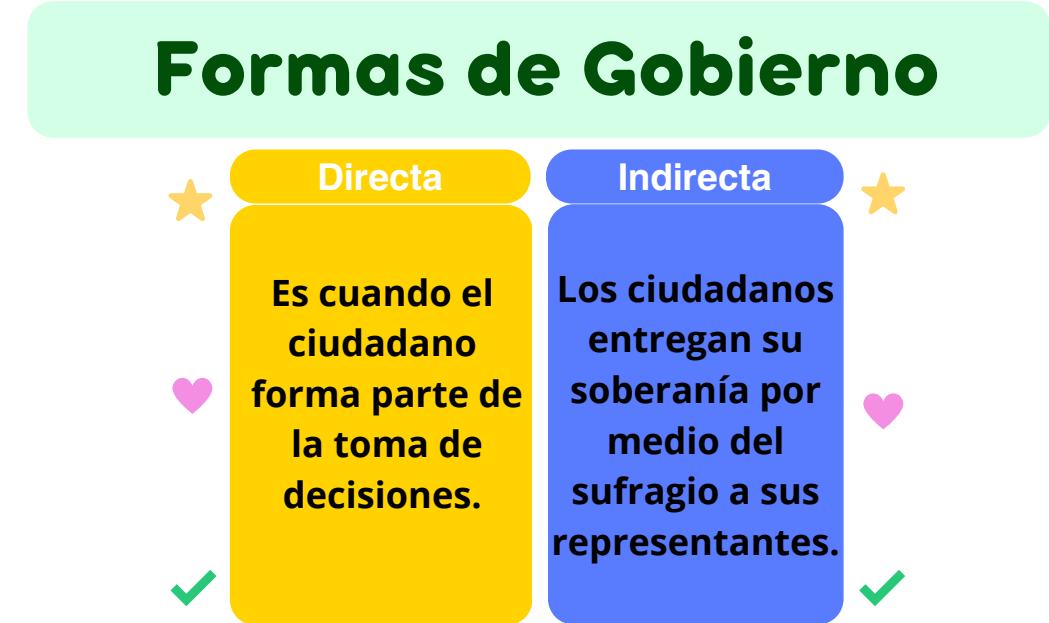 Formas de Gobierno
Directa
Es cuando el
ciudadano
forma parte de
la toma de
decisiones.
Indirecta
Los ciudadanos
entregan su
soberanía por
medio del
sufragio a sus
representantes.